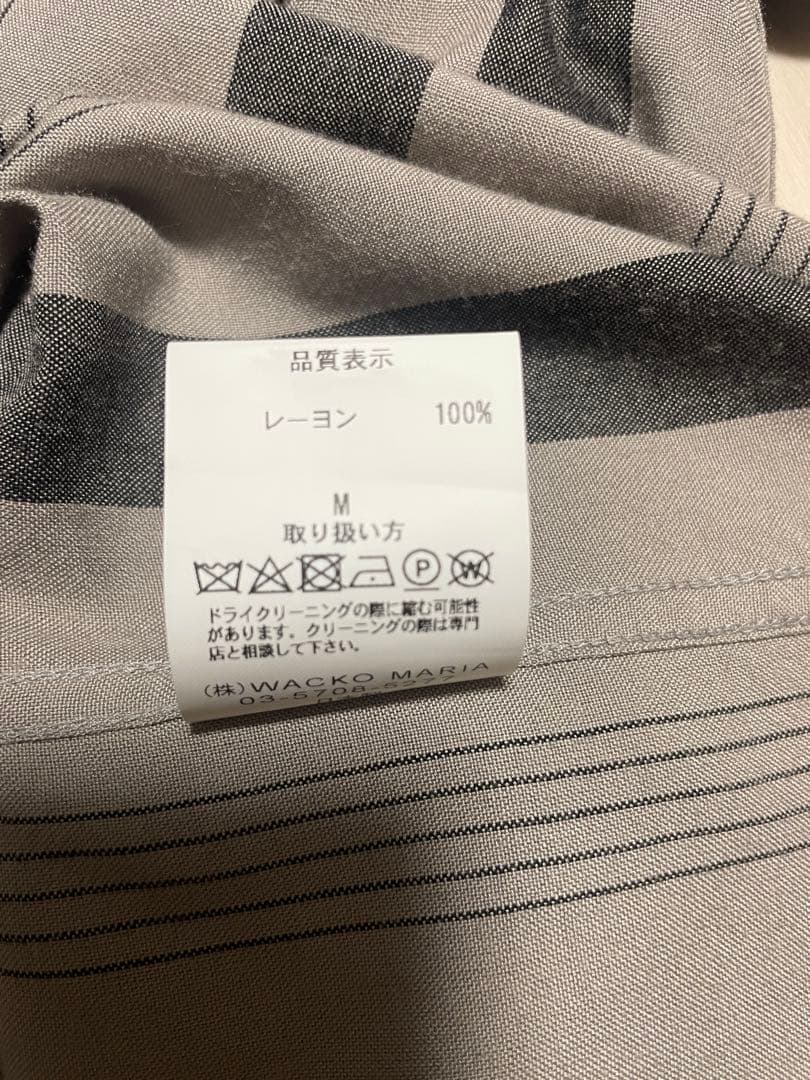 品質表示
レーヨン 100%
M
取り扱い方
P W
ドライクリーニングの際に縮む可能性
があります。クリーニングの際は専門
店と相談して下さい。
(株)WACKO MARIA
03-5708-5277